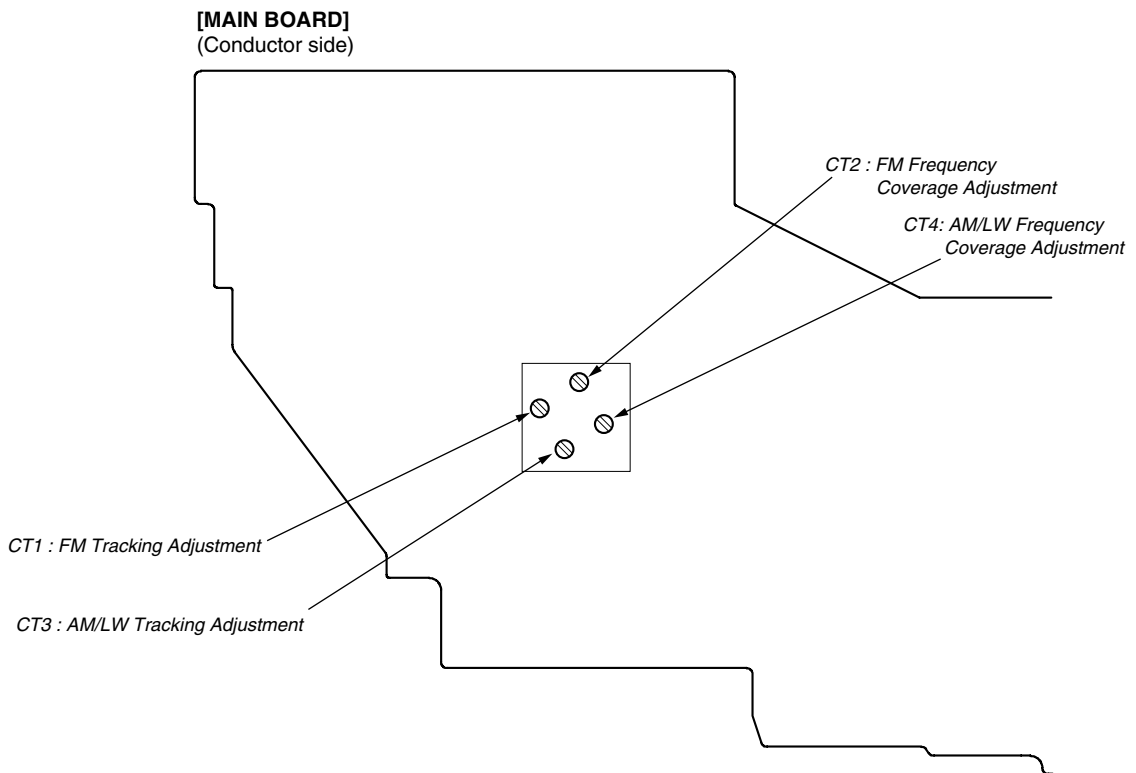 [MAIN BOARD]
(Conductor side)
CT2 : FM Frequency
Coverage Adjustment
CT4: AM/LW Frequency
Coverage Adjustment
CT1 : FM Tracking Adjustment
CT3 : AM/LW Tracking Adjustment